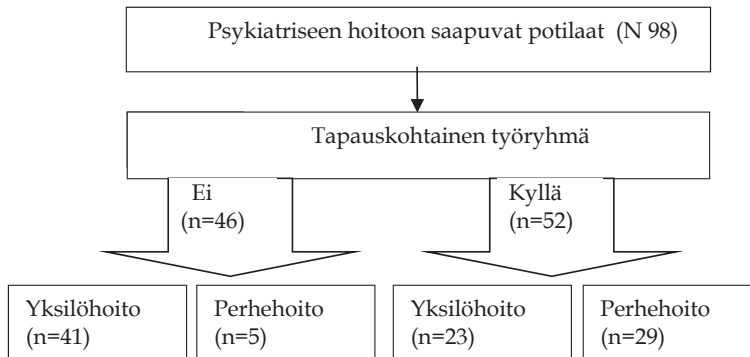 Psykiatriseen hoitoon saapuvat potilaat (N 98)
Tapauskohtainen työryhmä
Ei
(n=46)
Kyllä
(n=52)
Yksilöhoito
(n=41)
Perhehoito
(n=5)
Yksilöhoito
(n=23)
Perhehoito
(n=29)